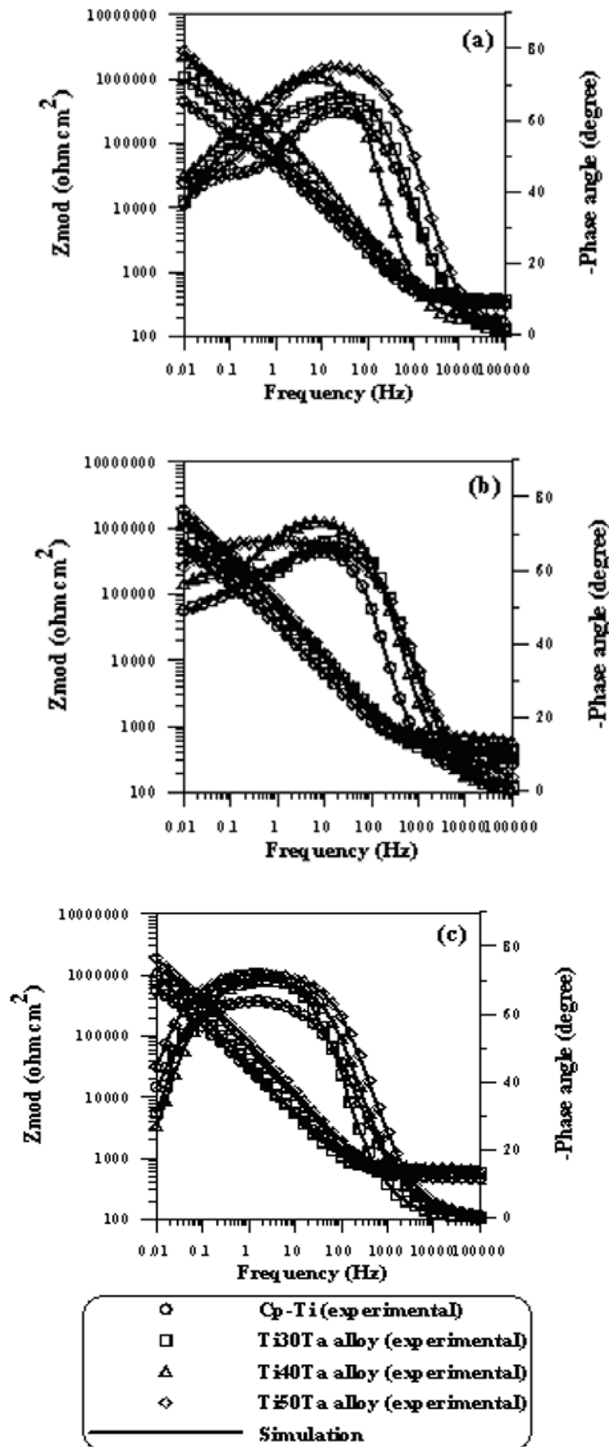 (a)
Zmod (ohm cm²)
-Phase angle (degree)
10000000
1000000
100000
10000
1000
100
80
60
40
20
0
0.01 0.1 1 10 100 1000 10000 100000
Frequency (Hz)
(b)
Zmod (ohm cm²)
-Phase angle (degree)
10000000
1000000
100000
10000
1000
100
80
60
40
20
0
0.01 0.1 1 10 100 1000 10000 100000
Frequency (Hz)
(c)
Zmod (ohm cm²)
-Phase angle (degree)
10000000
1000000
100000
10000
1000
100
80
60
40
20
0
0.01 0.1 1 10 100 1000 10000 100000
Frequency (Hz)
Cp-Ti (experimental)
Ti30Ta alloy (experimental)
Ti40Ta alloy (experimental)
Ti50Ta alloy (experimental)
Simulation